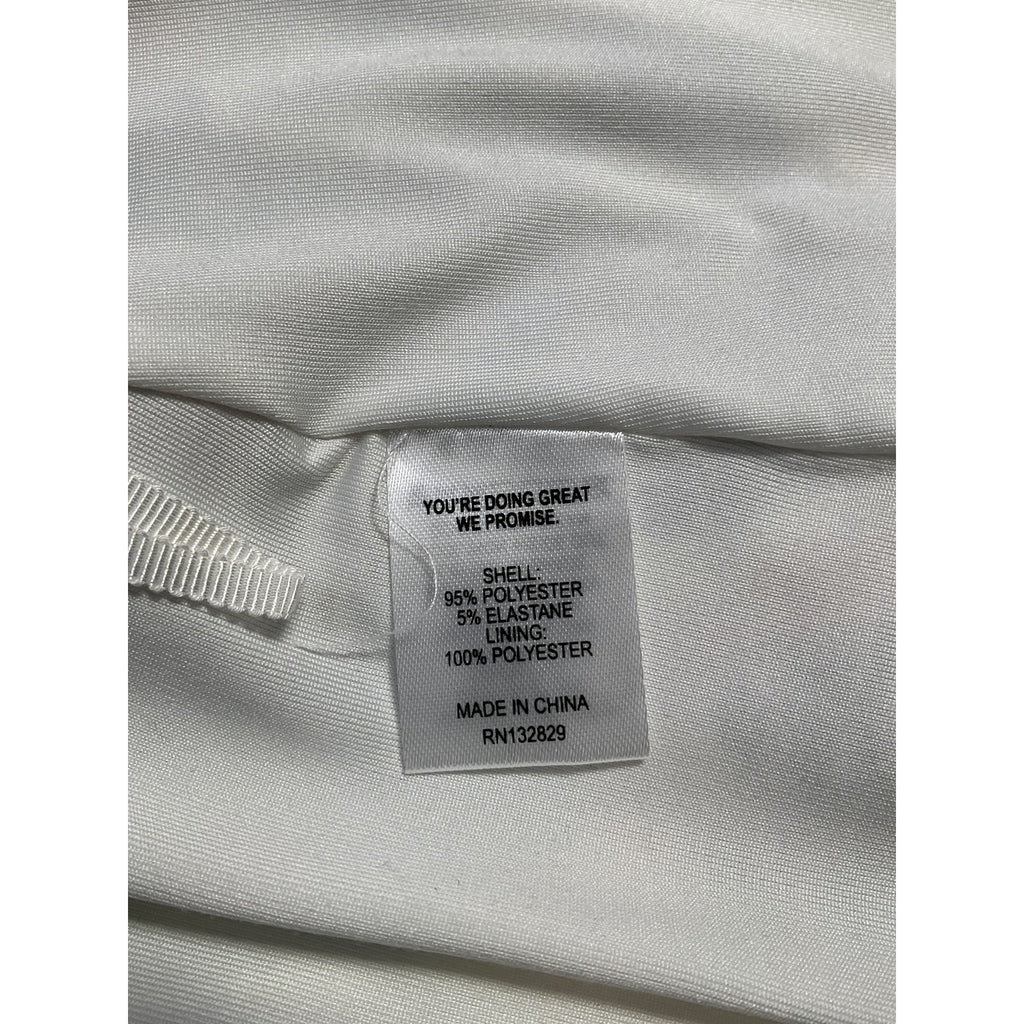 YOU'RE DOING GREAT
WE PROMISE.
SHELL:
95% POLYESTER
5% ELASTANE
LINING:
100% POLYESTER
MADE IN CHINA
RN132829